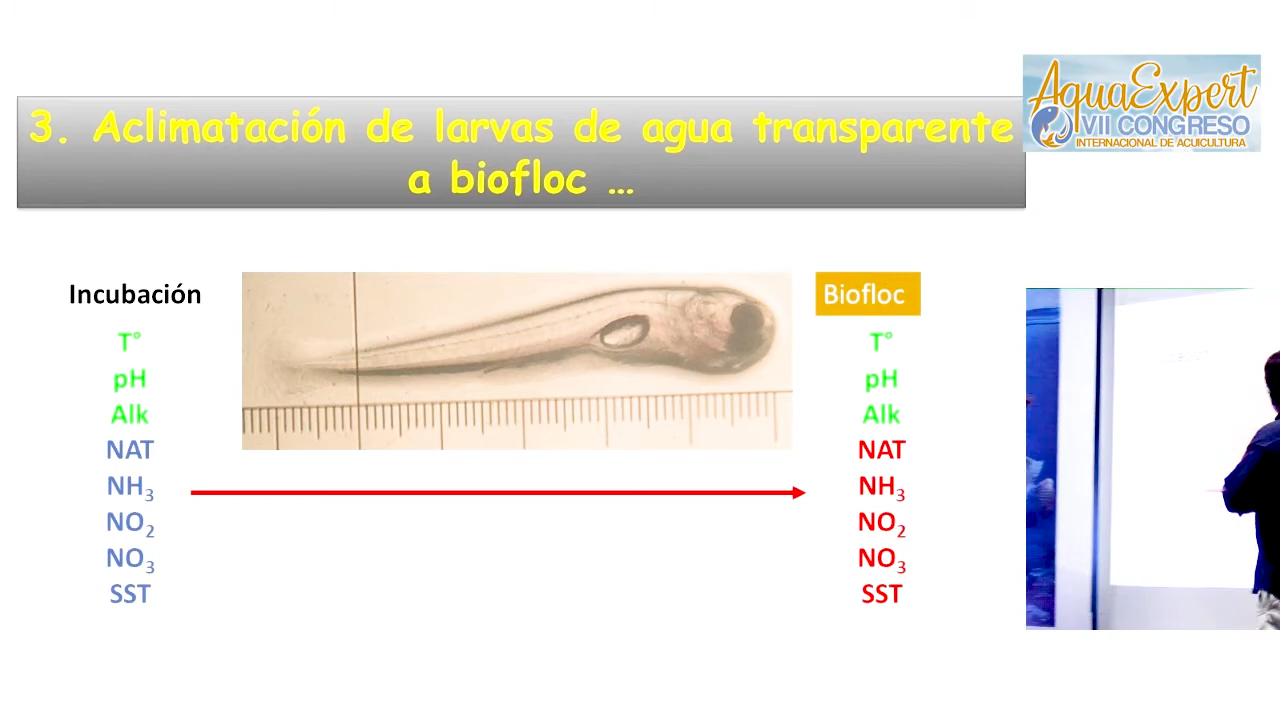 3. Aclimatación de larvas de agua transparente
a biofloc ...
AquaExpert
VII CONGRESO
INTERNACIONAL DE ACUICULTURA
Incubación
T°
pH
Alk
NAT
NH3
NO2
NO3
SST
Biofloc
T°
pH
Alk
NAT
NH3
NO2
NO3
SST